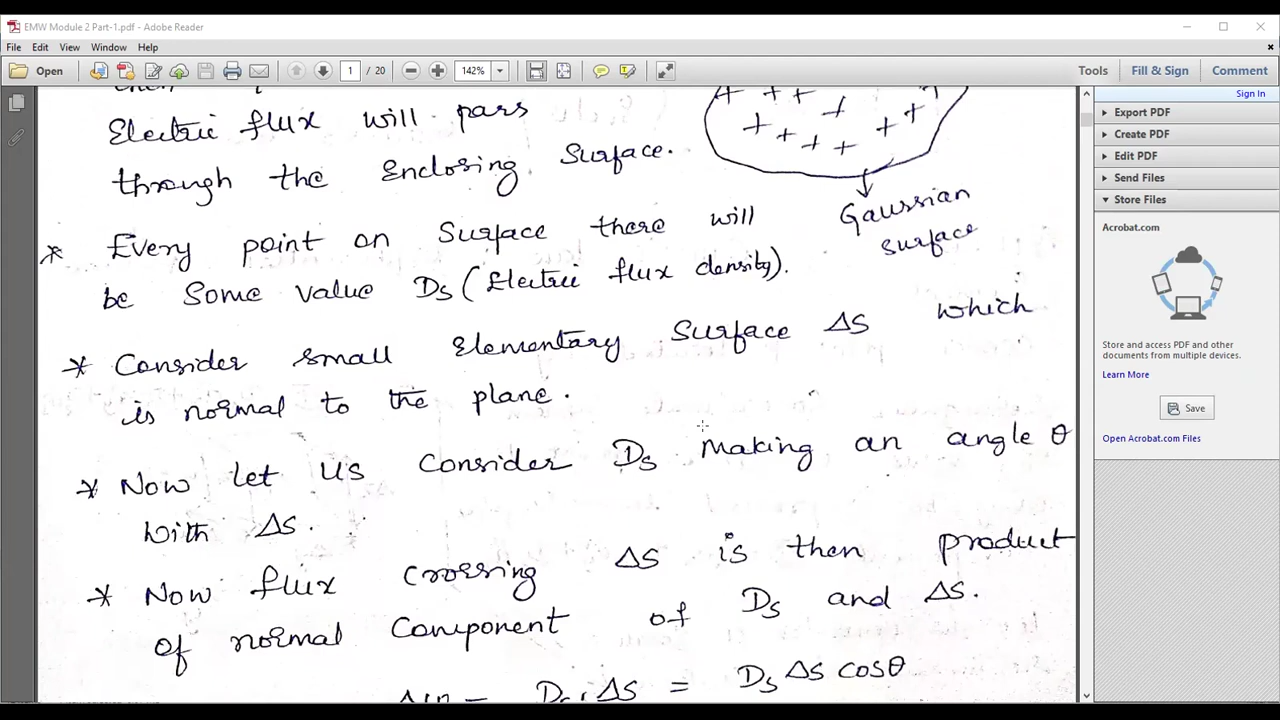 EMW Module 2 Part-1.pdf - Adobe Reader
File Edit View Window Help
Open 1 / 20 142% Tools Fill & Sign Comment
Sign In
Electric flux will pass
through the Enclosing Surface.
Gaussian
surface
* Every point on Surface there will
be Some value Ds (Electric flux density).
* Consider small Elementary Surface ΔS which
is normal to the plane.
* Now let us Consider Ds making an angle θ
with ΔS.
* Now flux crossing ΔS is then product
of normal Component of Ds and ΔS.
= Ds ΔS cosθ
Export PDF
Create PDF
Edit PDF
Send Files
Store Files
Acrobat.com
Store and access PDF and other
documents from multiple devices.
Learn More
Save
Open Acrobat.com Files